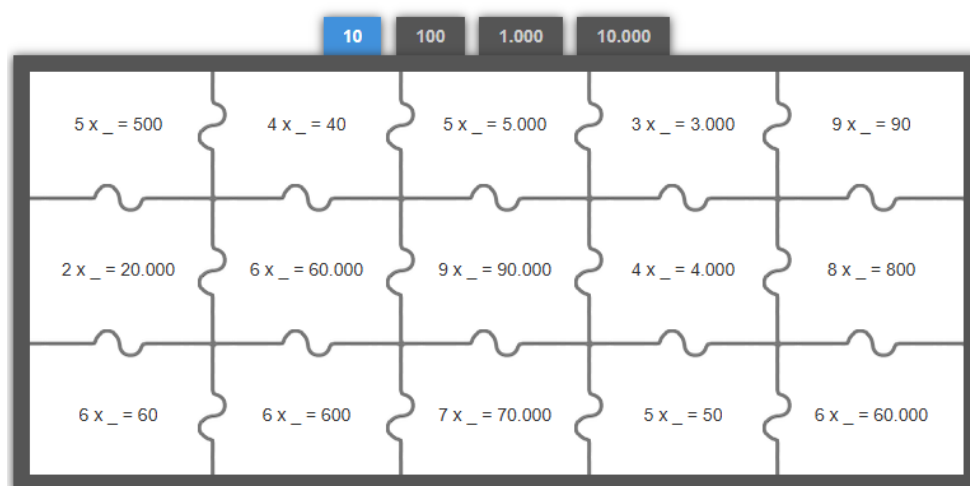 10 100 1.000 10.000
5 x _ = 500 4 x _ = 40 5 x _ = 5.000 3 x _ = 3.000 9 x _ = 90
2 x _ = 20.000 6 x _ = 60.000 9 x _ = 90.000 4 x _ = 4.000 8 x _ = 800
6 x _ = 60 6 x _ = 600 7 x _ = 70.000 5 x _ = 50 6 x _ = 60.000